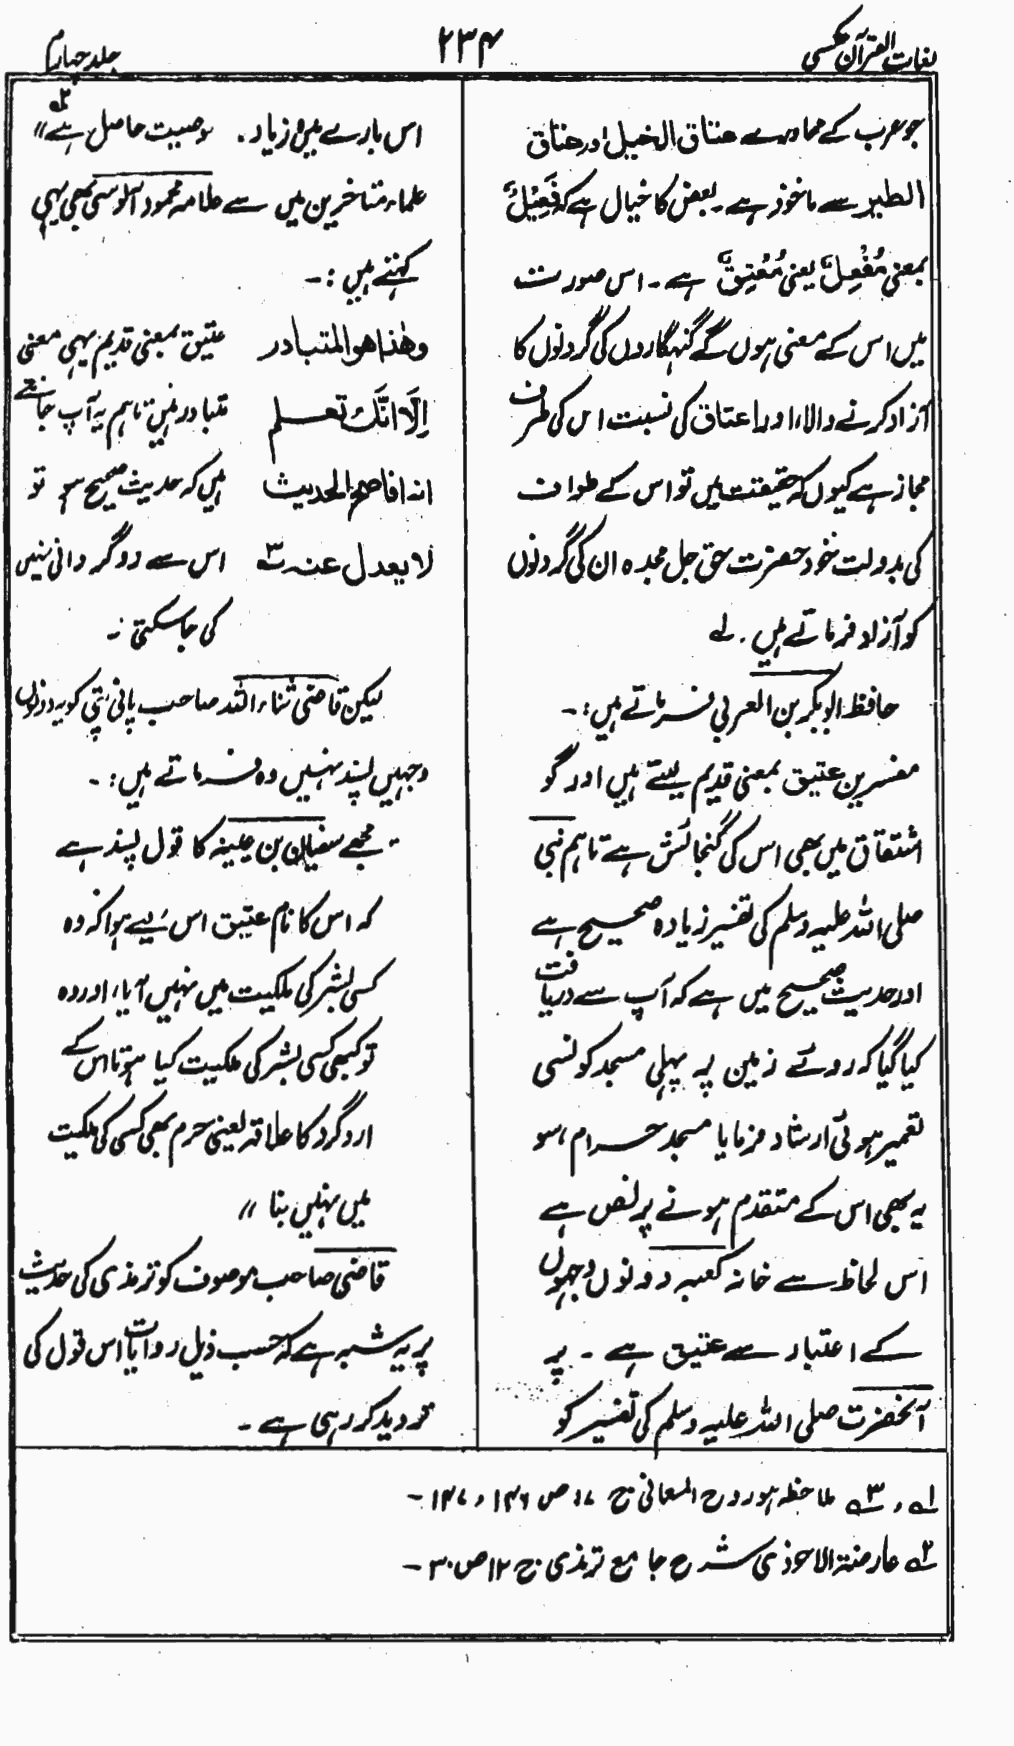 لغات القرآن عکسی
۲۳۴
جلد چہارم
جو عرب کے محاورے عتاق الخیل اور عتاق
الطیر سے ماخوذ ہے۔ بعض کا خیال ہے کہ فَعِیْلٌ
بمعنی مُفْعِلٌ یعنی مُعْتِقٌ ہے۔ اس صورت
میں اس کے معنی ہوں گے گنہگاروں کی گردنوں کا
آزاد کرنے والا، اور اعتاق کی نسبت اس کی طرف
مجاز ہے کیوں کہ حقیقت میں تو اس کے طواف
کی بدولت خود حضرت حق جل مجدہ ان کی گردنوں
کو آزاد فرماتے ہیں۔ ۱ے
حافظ ابوبکر بن العربی فرماتے ہیں:۔
مفسرین عتیق بمعنی قدیم لیتے ہیں اور گو
اشتقاق میں بھی اس کی گنجائش ہے تاہم نبی
صلی اللہ علیہ وسلم کی تفسیر زیادہ صحیح ہے
اور حدیث صحیح میں ہے کہ آپ سے دریافت
کیا گیا کہ روئے زمین پر پہلی مسجد کونسی
تعمیر ہوئی ارشاد فرمایا مسجد حرام، سو
یہ بھی اس کے متقدم ہونے پر نص ہے
اس لحاظ سے خانہ کعبہ دونوں وجہوں
کے اعتبار سے عتیق ہے ۔ پر
آنحضرت صلی اللہ علیہ وسلم کی تفسیر کو
اس بارے میں زیادہ حاصل ہے ۲ے
علماء متاخرین میں سے علامہ محمود آلوسی بھی یہی
کہتے ہیں :۔
وھٰذا ھو المتبادر عتیق بمعنی قدیم یہی معنی
اِلّا انّک تعلم متبادر ہیں، تاہم یہ آپ جانتے
انہ اذا صح الحدیث ہیں کہ حدیث صحیح ہو تو
لا یعدل عنہ ۳ے اس سے روگردانی نہیں
کی جا سکتی :۔
لیکن قاضی ثناء اللہ صاحب پانی پتی کو یہ دونوں
وجہیں پسند نہیں وہ فرماتے ہیں :۔
" مجھے سفیان بن عیینہ کا قول پسند ہے
کہ اس کا نام عتیق اس لیے ہوا کہ وہ
کسی بشر کی ملکیت میں نہیں آیا، اور وہ
تو کبھی کسی بشر کی ملکیت کیا ہوتا اس کے
اردگرد کا علاقہ یعنی حرم بھی کسی کی ملکیت
میں نہیں بنا "
قاضی صاحب موصوف کو ترمذی کی حدیث
پر یہ شبہ ہے کہ حسب ذیل روایات اس قول کی
تردید کر رہی ہے ۔
۱ے ، ۳ے ملاحظہ ہو روح المعانی ج ۱۷ ص ۱۴۶ ، ۱۴۷ ۔
۲ے عارضۃ الاحوذی شرح جامع ترمذی ج ۱۲ ص ۳۰ ۔